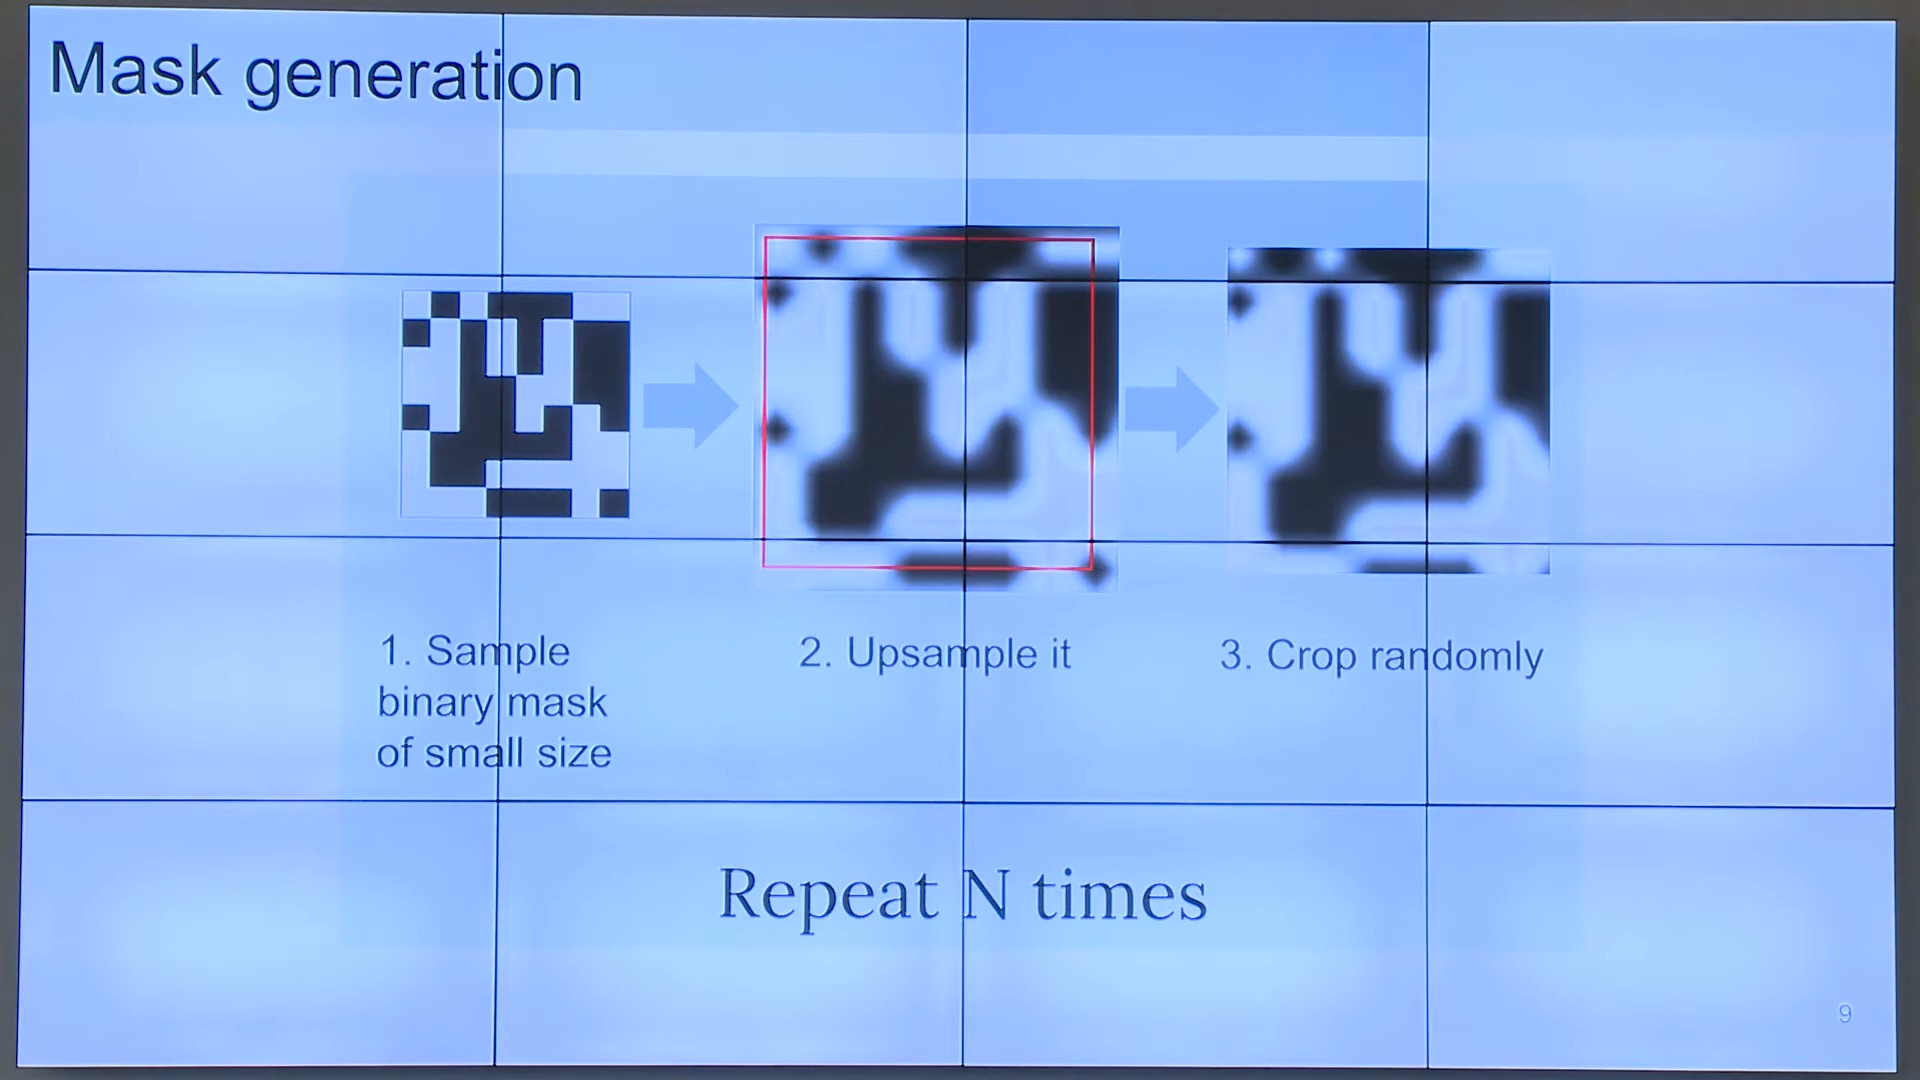 Mask generation
1. Sample
binary mask
of small size
2. Upsample it
3. Crop randomly
Repeat N times
9